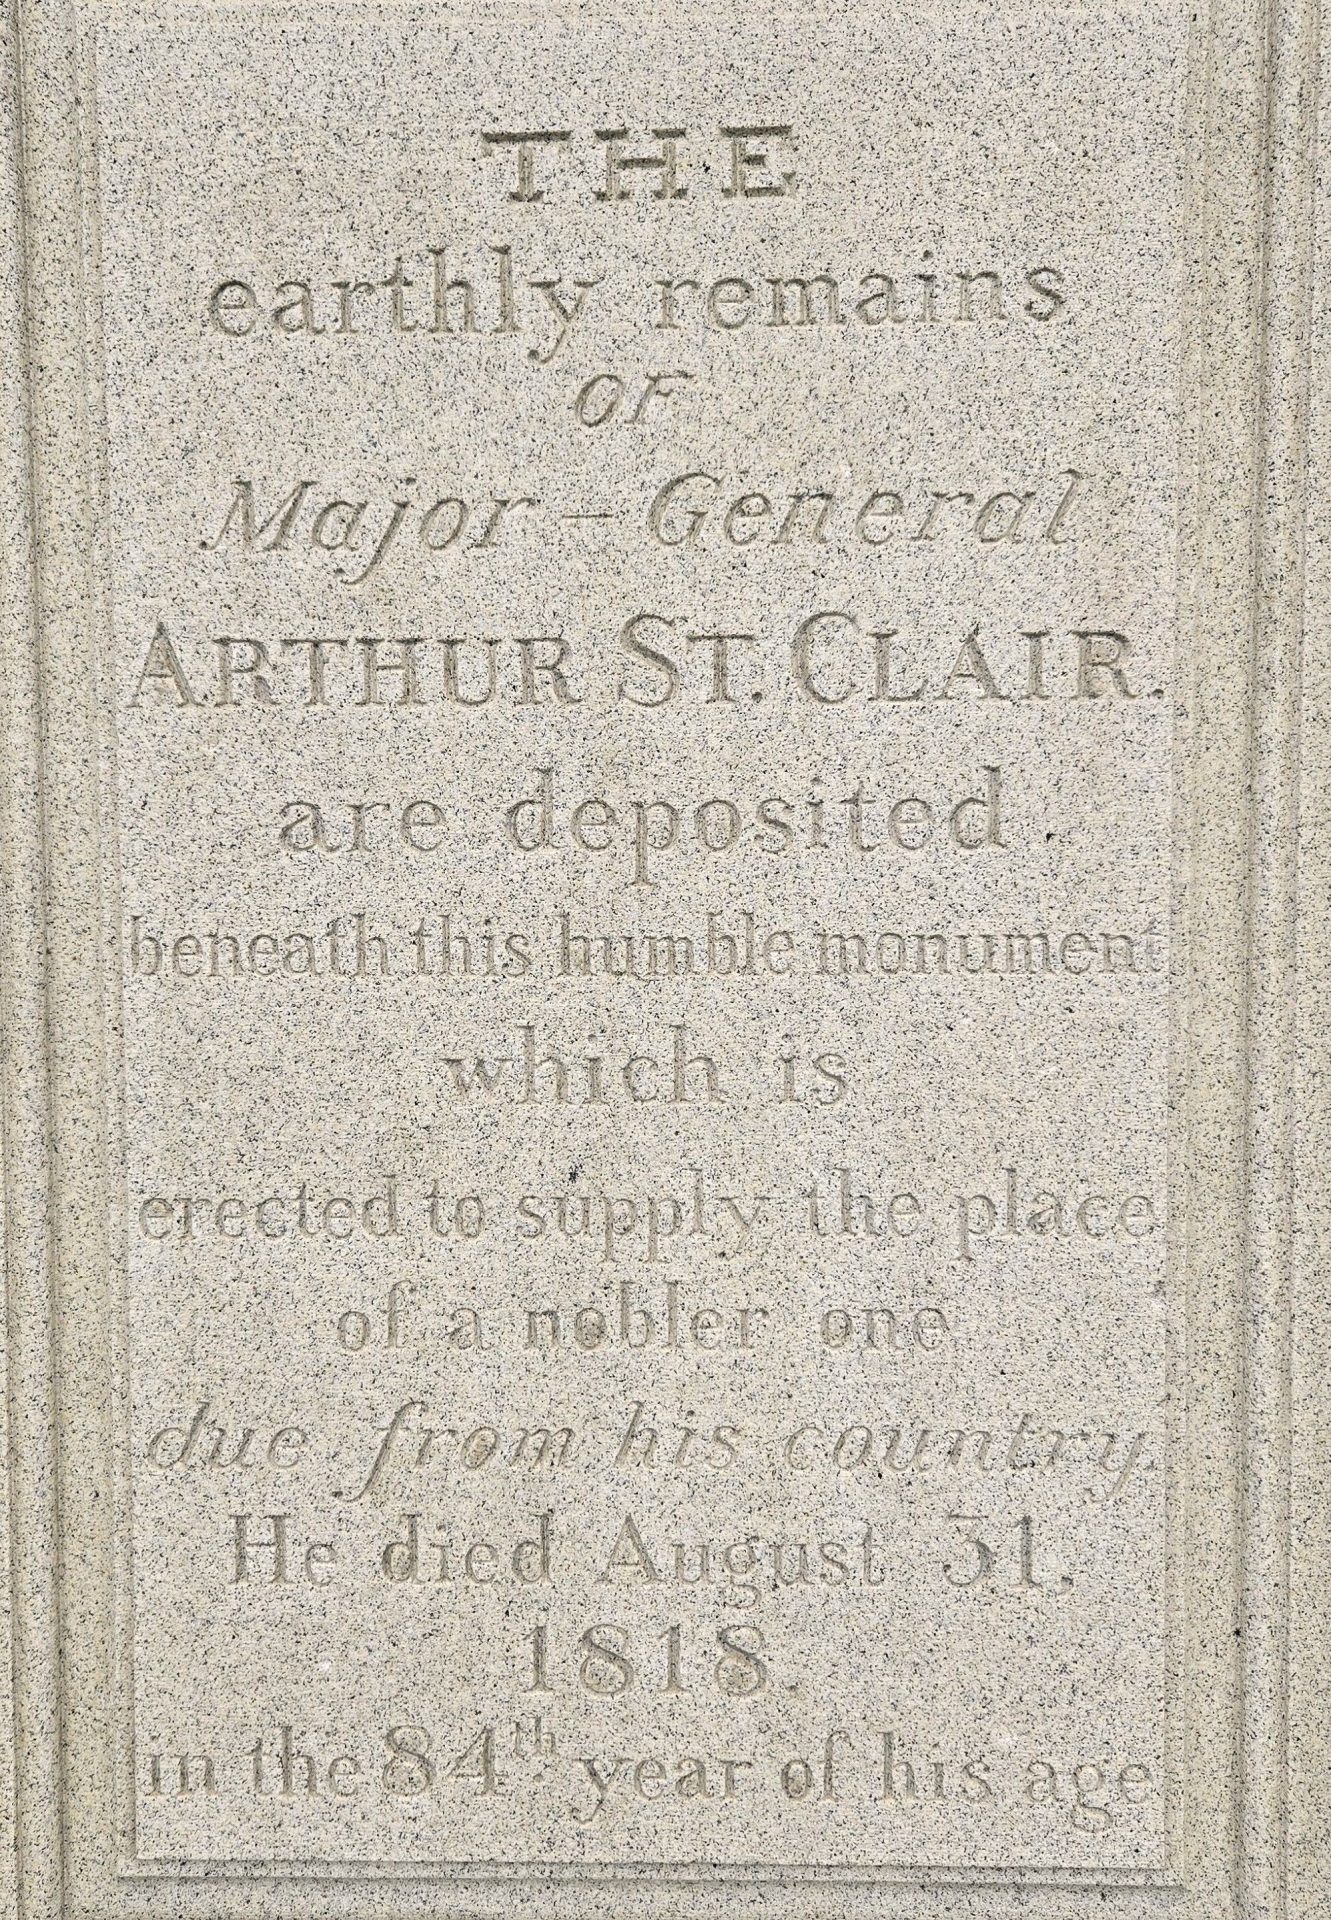 THE
earthly remains
OF
Major – General
ARTHUR ST. CLAIR.
are deposited
beneath this humble monument
which is
erected to supply the place
of a nobler one
due from his country.
He died August 31,
1818.
in the 84th. year of his age